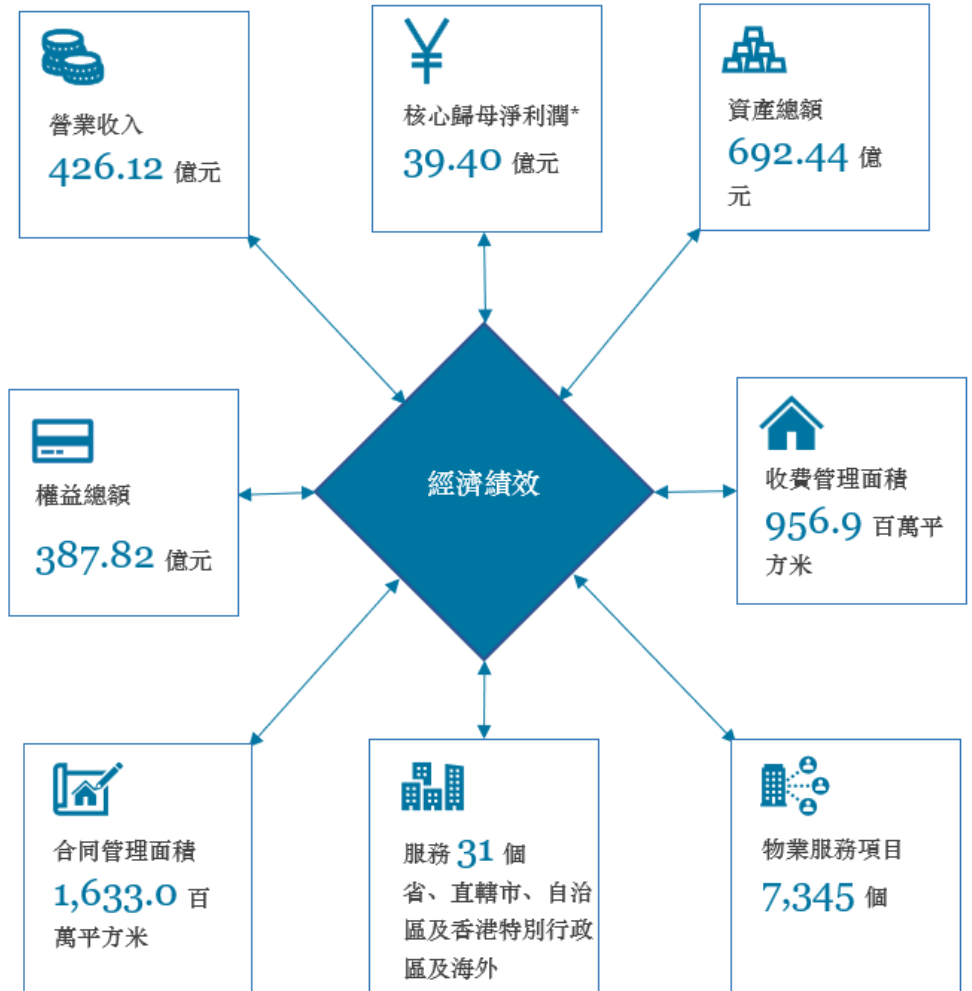 營業收入
426.12 億元
核心歸母淨利潤*
39.40 億元
資產總額
692.44 億
元
權益總額
387.82 億元
經濟績效
收費管理面積
956.9 百萬平
方米
合同管理面積
1,633.0 百
萬平方米
服務 31 個
省、直轄市、自治
區及香港特別行政
區及海外
物業服務項目
7,345 個